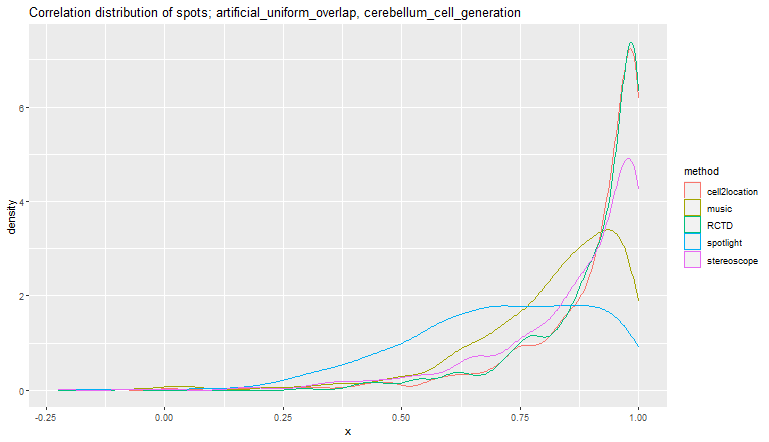 Correlation distribution of spots; artificial_uniform_overlap, cerebellum_cell_generation
density
6
4
2
0
-0.25
0.00
0.25
0.50
0.75
1.00
x
method
cell2location
music
RCTD
spotlight
stereoscope